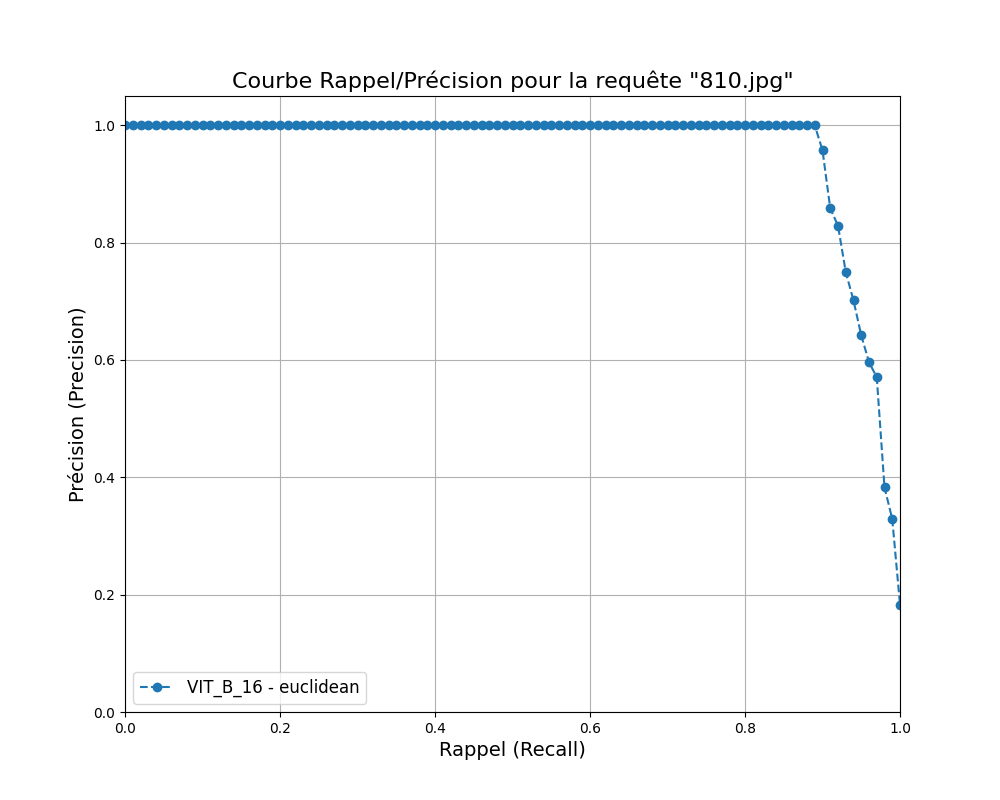 Courbe Rappel/Précision pour la requête "810.jpg"
Précision (Precision)
1.0
0.8
0.6
0.4
0.2
0.0
VIT_B_16 - euclidean
0.0 0.2 0.4 0.6 0.8 1.0
Rappel (Recall)